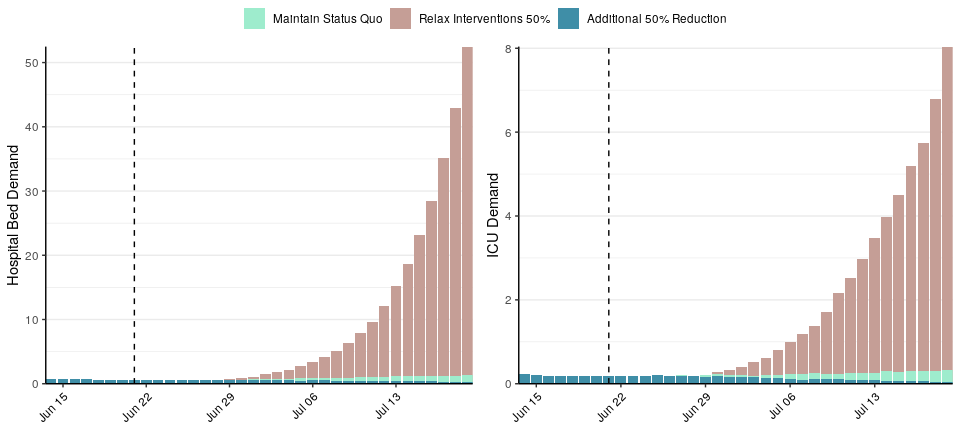 Maintain Status Quo Relax Interventions 50% Additional 50% Reduction
Hospital Bed Demand
50
40
30
20
10
0
Jun 15 Jun 22 Jun 29 Jul 06 Jul 13
ICU Demand
8
6
4
2
0
Jun 15 Jun 22 Jun 29 Jul 06 Jul 13